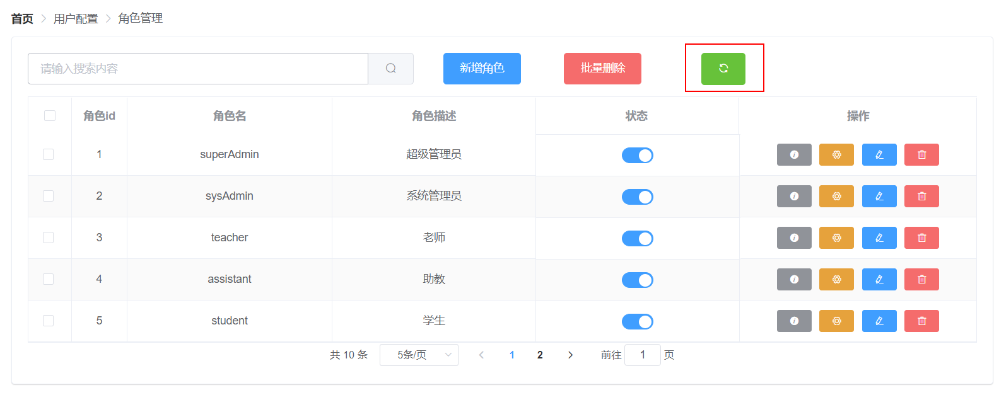 首页 > 用户配置 > 角色管理
请输入搜索内容 新增角色 批量删除
角色id 角色名 角色描述 状态 操作
1 superAdmin 超级管理员
2 sysAdmin 系统管理员
3 teacher 老师
4 assistant 助教
5 student 学生
共 10 条 5条/页 1 2 前往 1 页